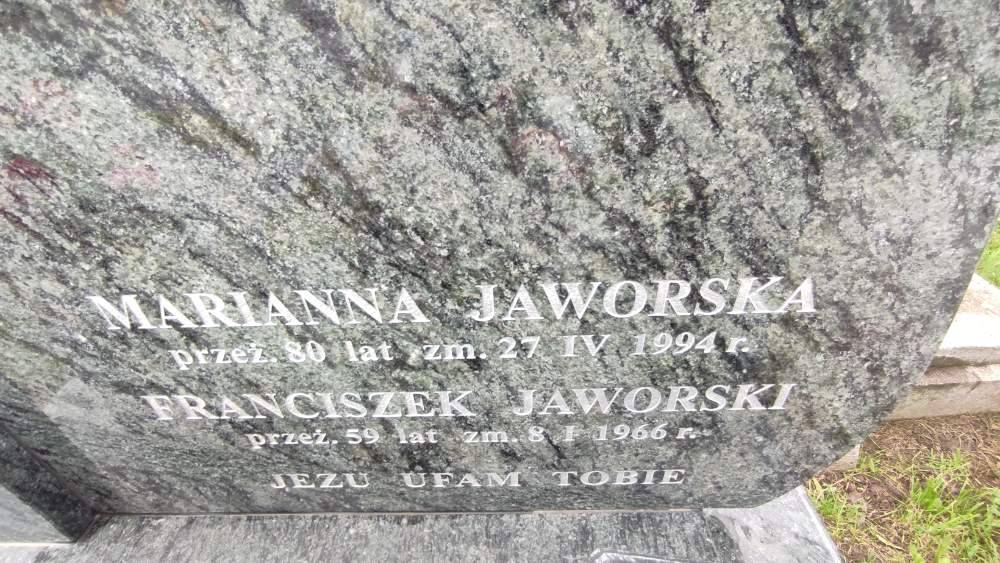 MARIANNA JAWORSKA
przeż. 80 lat zm. 27 IV 1994 r.
FRANCISZEK JAWORSKI
przeż. 59 lat zm. 8 I 1966 r.
JEZU UFAM TOBIE